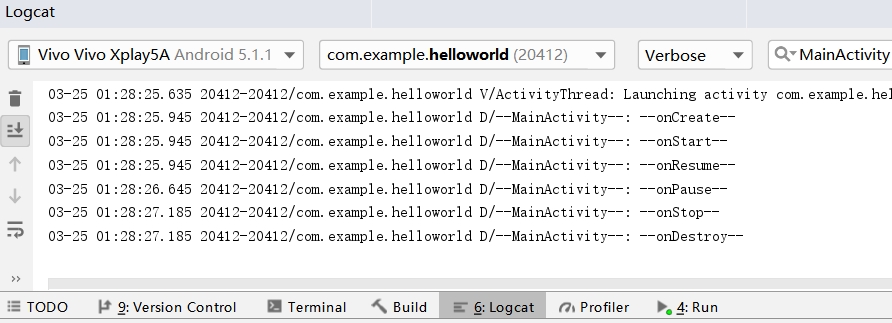 Logcat
Vivo Vivo Xplay5A Android 5.1.1 com.example.helloworld (20412) Verbose MainActivity
03-25 01:28:25.635 20412-20412/com.example.helloworld V/ActivityThread: Launching activity com.example.hel
03-25 01:28:25.945 20412-20412/com.example.helloworld D/--MainActivity--: --onCreate--
03-25 01:28:25.945 20412-20412/com.example.helloworld D/--MainActivity--: --onStart--
03-25 01:28:25.945 20412-20412/com.example.helloworld D/--MainActivity--: --onResume--
03-25 01:28:26.645 20412-20412/com.example.helloworld D/--MainActivity--: --onPause--
03-25 01:28:27.185 20412-20412/com.example.helloworld D/--MainActivity--: --onStop--
03-25 01:28:27.185 20412-20412/com.example.helloworld D/--MainActivity--: --onDestroy--
TODO 9: Version Control Terminal Build 6: Logcat Profiler 4: Run